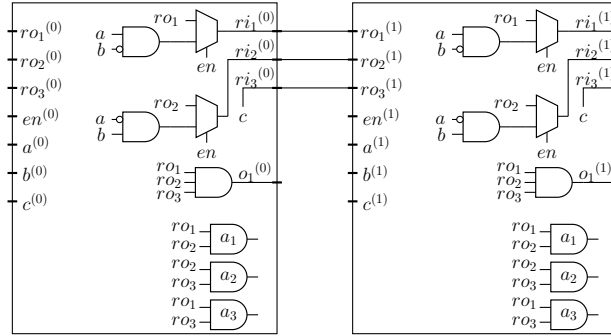 ro₁⁽⁰⁾
ro₂⁽⁰⁾
ro₃⁽⁰⁾
en⁽⁰⁾
a⁽⁰⁾
b⁽⁰⁾
c⁽⁰⁾
ro₁
a
b
en
ri₁⁽⁰⁾
ri₂⁽⁰⁾
ri₃⁽⁰⁾
c
ro₂
a
b
en
ro₁
ro₂
ro₃
o₁⁽⁰⁾
ro₁
ro₂
a₁
ro₂
ro₃
a₂
ro₁
ro₃
a₃
ro₁⁽¹⁾
ro₂⁽¹⁾
ro₃⁽¹⁾
en⁽¹⁾
a⁽¹⁾
b⁽¹⁾
c⁽¹⁾
ro₁
a
b
en
ri₁⁽¹⁾
ri₂⁽¹⁾
ri₃⁽¹⁾
c
ro₂
a
b
en
ro₁
ro₂
ro₃
o₁⁽¹⁾
ro₁
ro₂
a₁
ro₂
ro₃
a₂
ro₁
ro₃
a₃